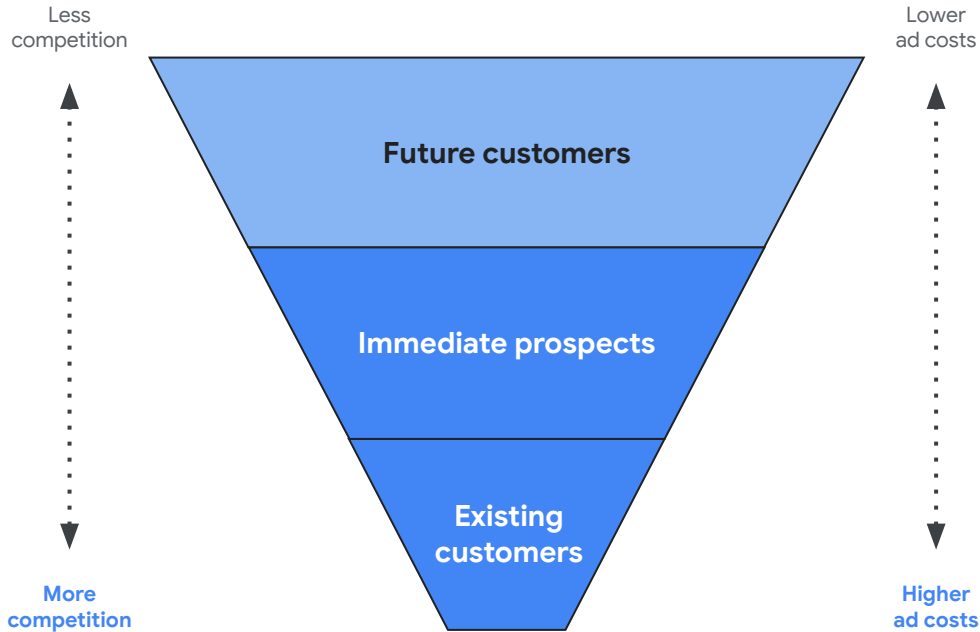 Less
competition
Lower
ad costs
Future customers
Immediate prospects
Existing
customers
More
competition
Higher
ad costs